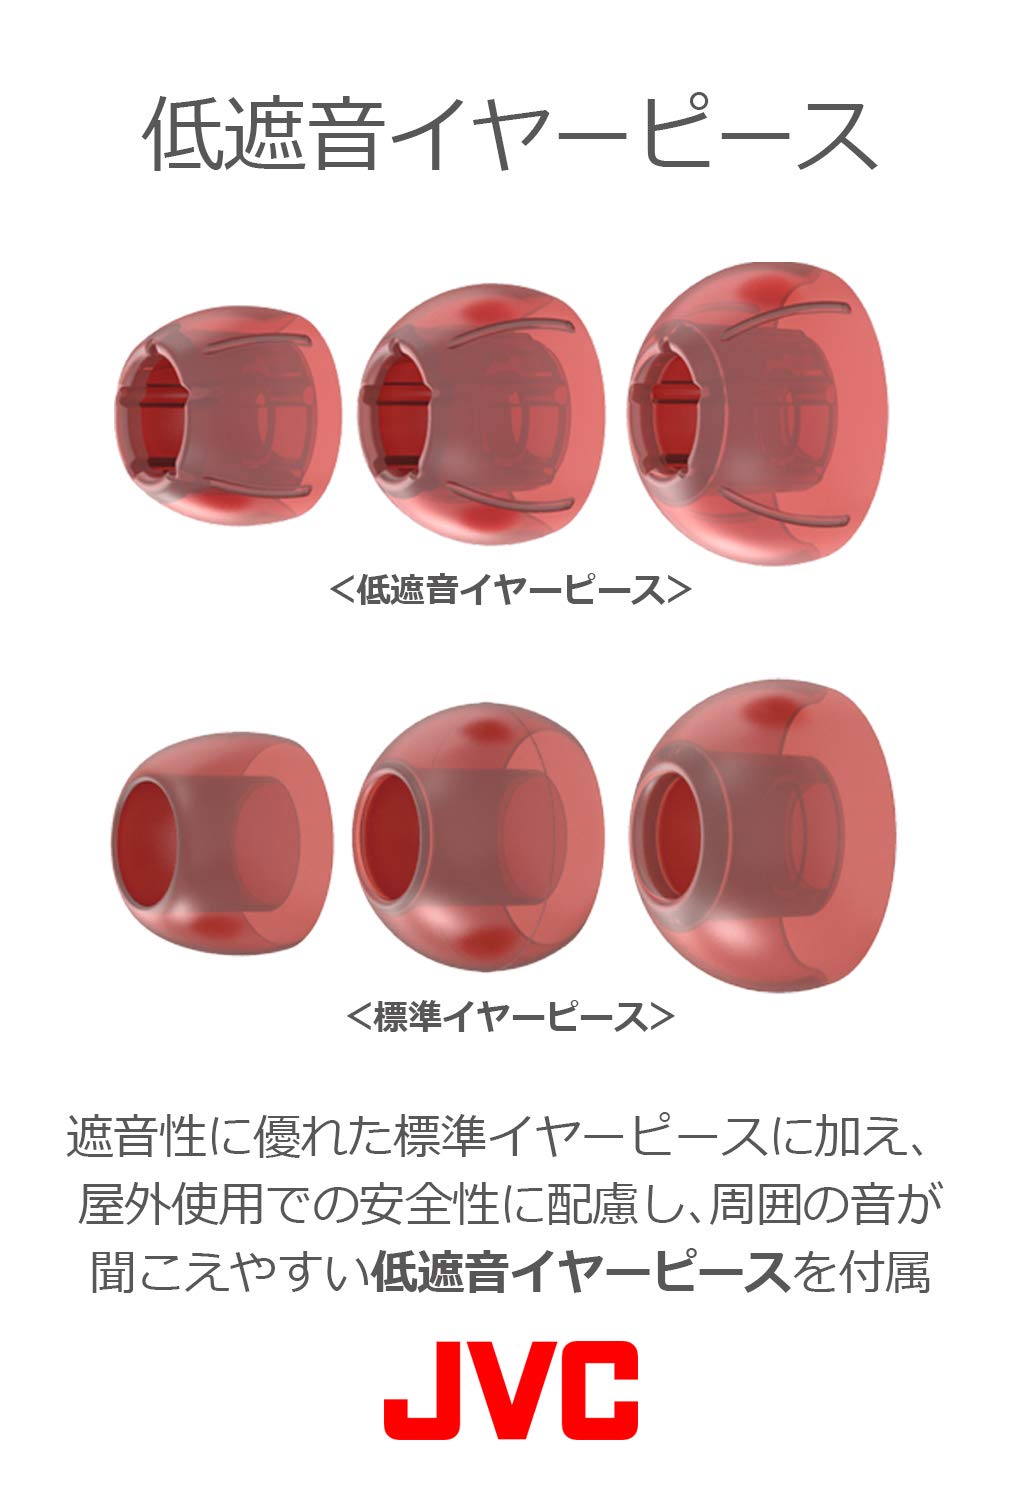 低遮音イヤーピース
<低遮音イヤーピース>
<標準イヤーピース>
遮音性に優れた標準イヤーピースに加え、
屋外使用での安全性に配慮し、周囲の音が
聞こえやすい低遮音イヤーピースを付属
JVC